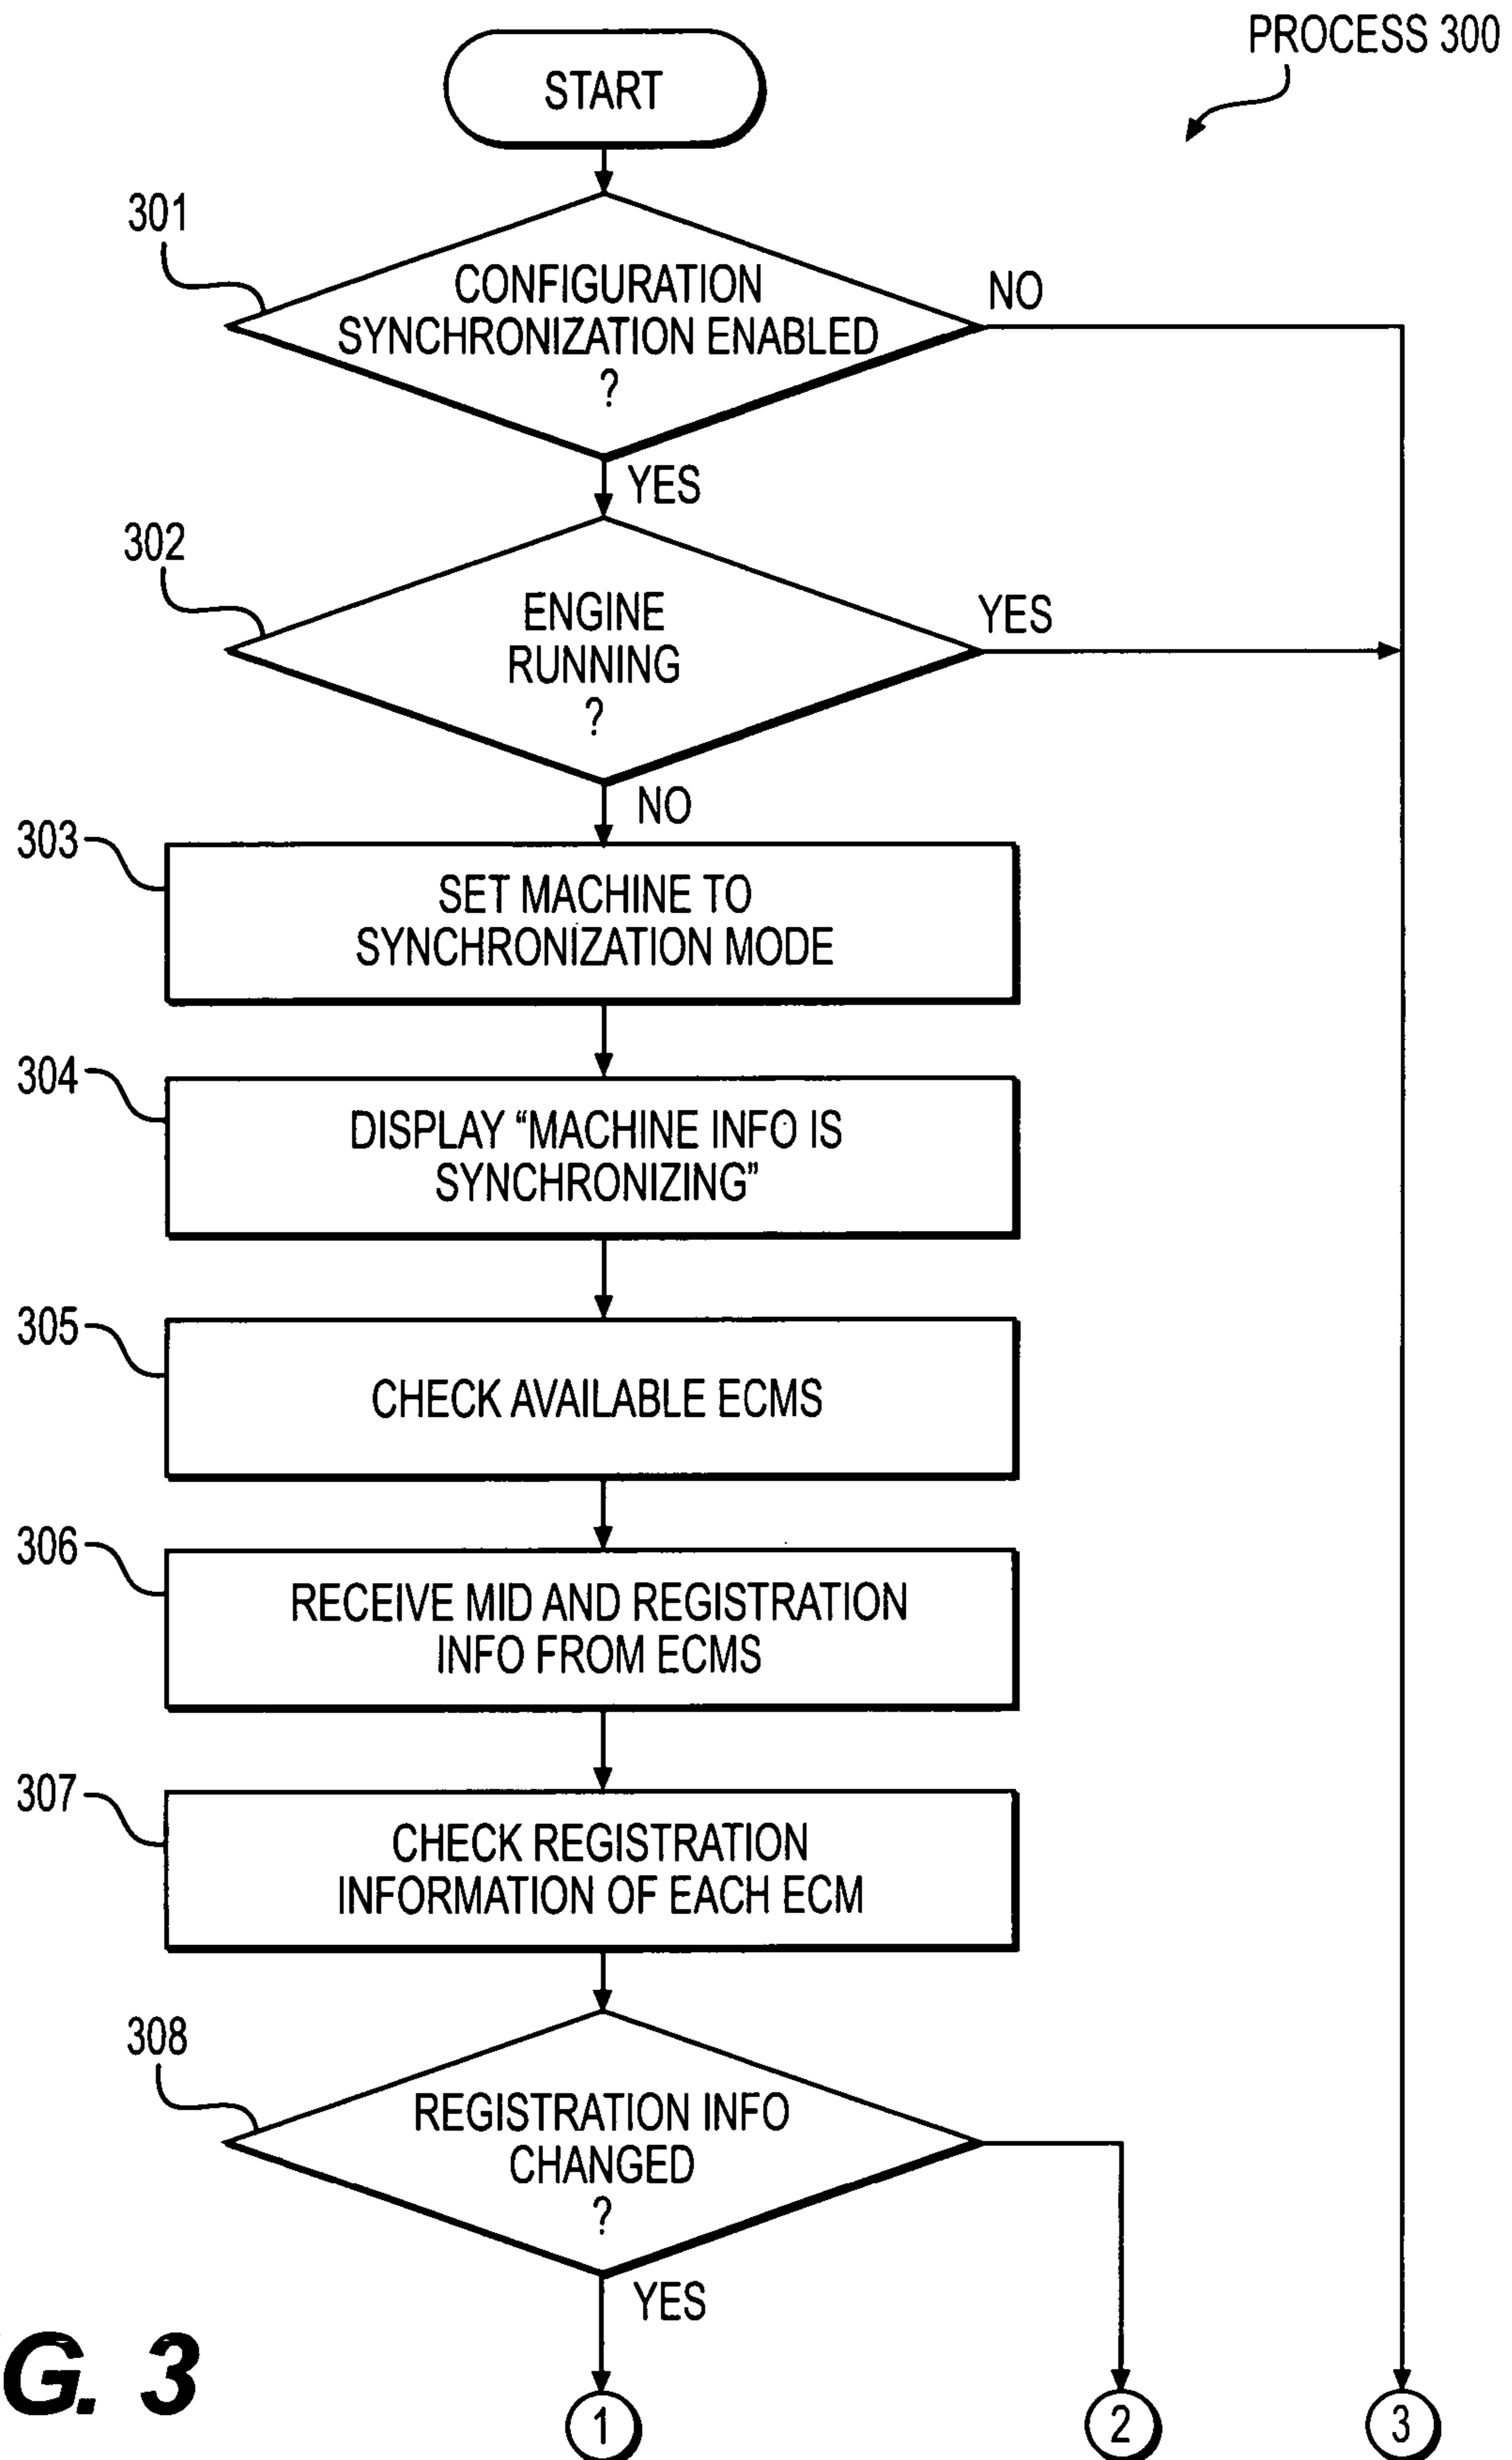 PROCESS 300
START
301
CONFIGURATION
SYNCHRONIZATION ENABLED
?
NO
YES
302
ENGINE
RUNNING
?
YES
NO
303
SET MACHINE TO
SYNCHRONIZATION MODE
304
DISPLAY “MACHINE INFO IS
SYNCHRONIZING”
305
CHECK AVAILABLE ECMS
306
RECEIVE MID AND REGISTRATION
INFO FROM ECMS
307
CHECK REGISTRATION
INFORMATION OF EACH ECM
308
REGISTRATION INFO
CHANGED
?
YES
G. 3
1
2
3